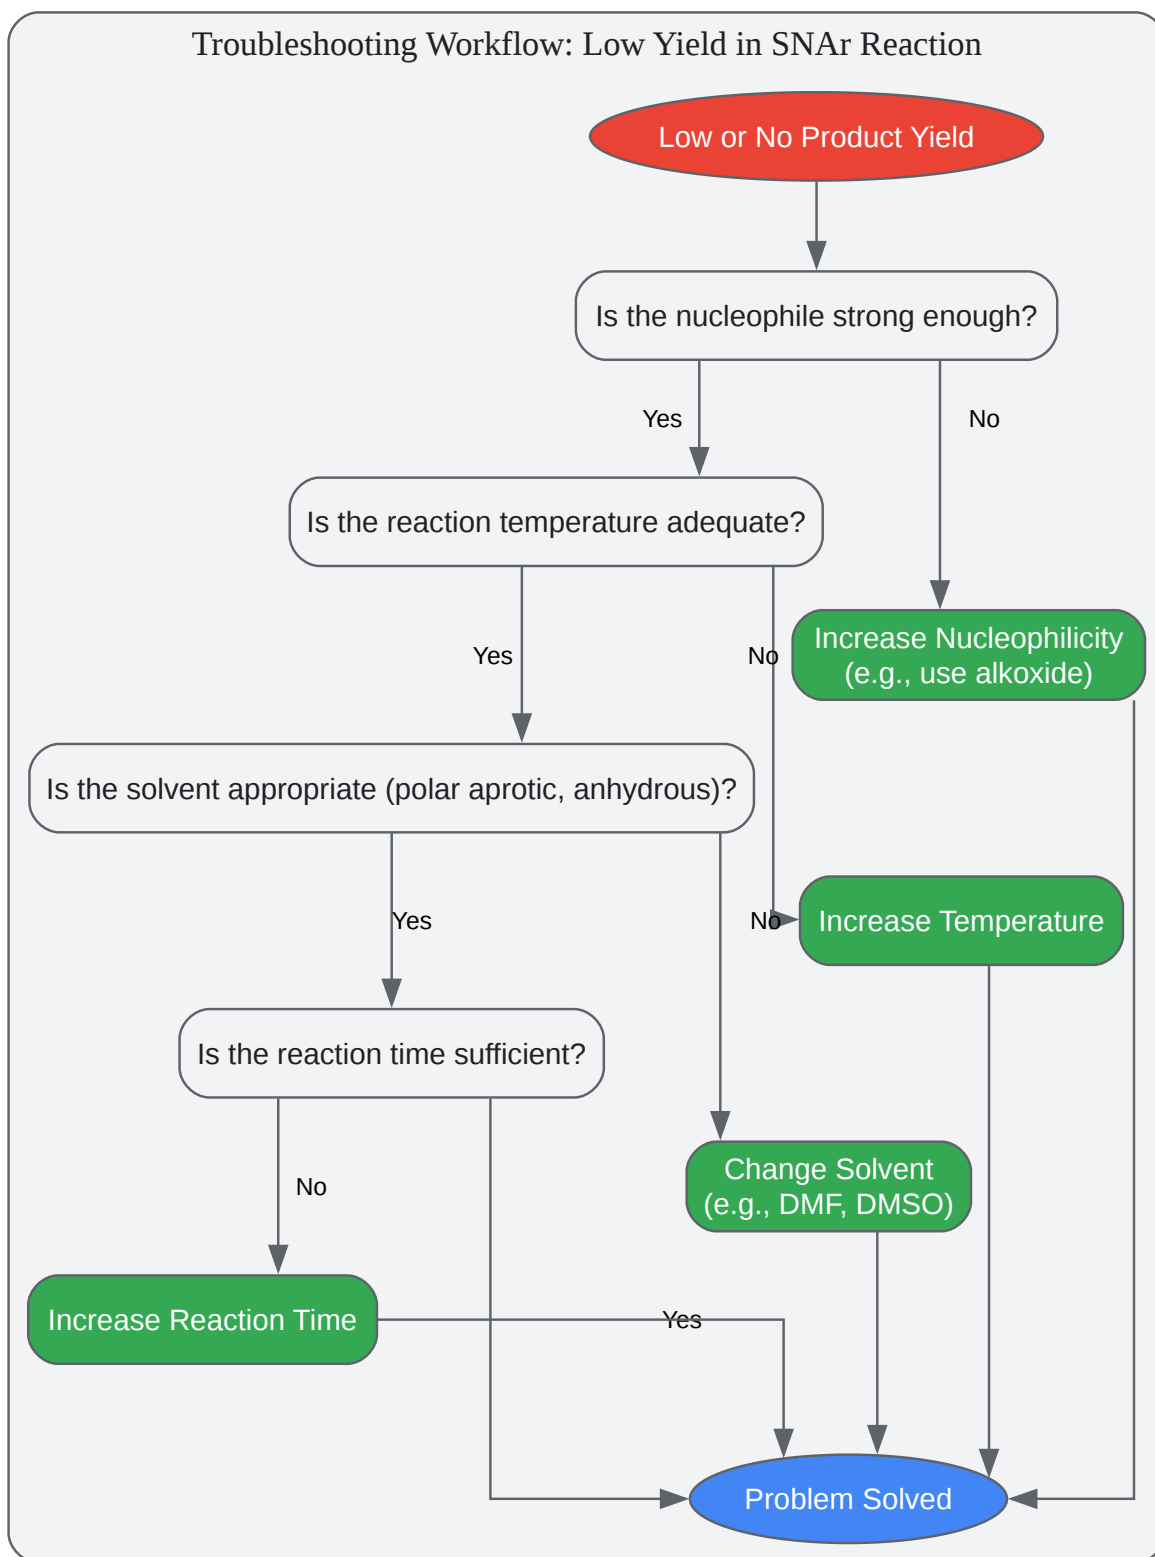 Troubleshooting Workflow: Low Yield in SNAr Reaction
Low or No Product Yield
Is the nucleophile strong enough?
Yes
No
Is the reaction temperature adequate?
Increase Nucleophilicity
(e.g., use alkoxide)
Yes
No
Is the solvent appropriate (polar aprotic, anhydrous)?
Yes
No
Increase Temperature
Is the reaction time sufficient?
Change Solvent
(e.g., DMF, DMSO)
No
Increase Reaction Time
Yes
Problem Solved